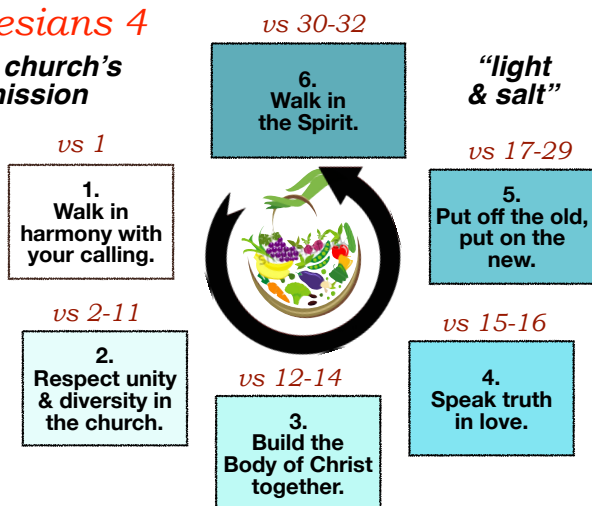 esians 4
church's
ission
vs 1
1.
Walk in
harmony with
your calling.
vs 2-11
2.
Respect unity
& diversity in
the church.
vs 12-14
3.
Build the
Body of Christ
together.
vs 15-16
4.
Speak truth
in love.
vs 17-29
5.
Put off the old,
put on the
new.
vs 30-32
6.
Walk in
the Spirit.
“light
& salt”